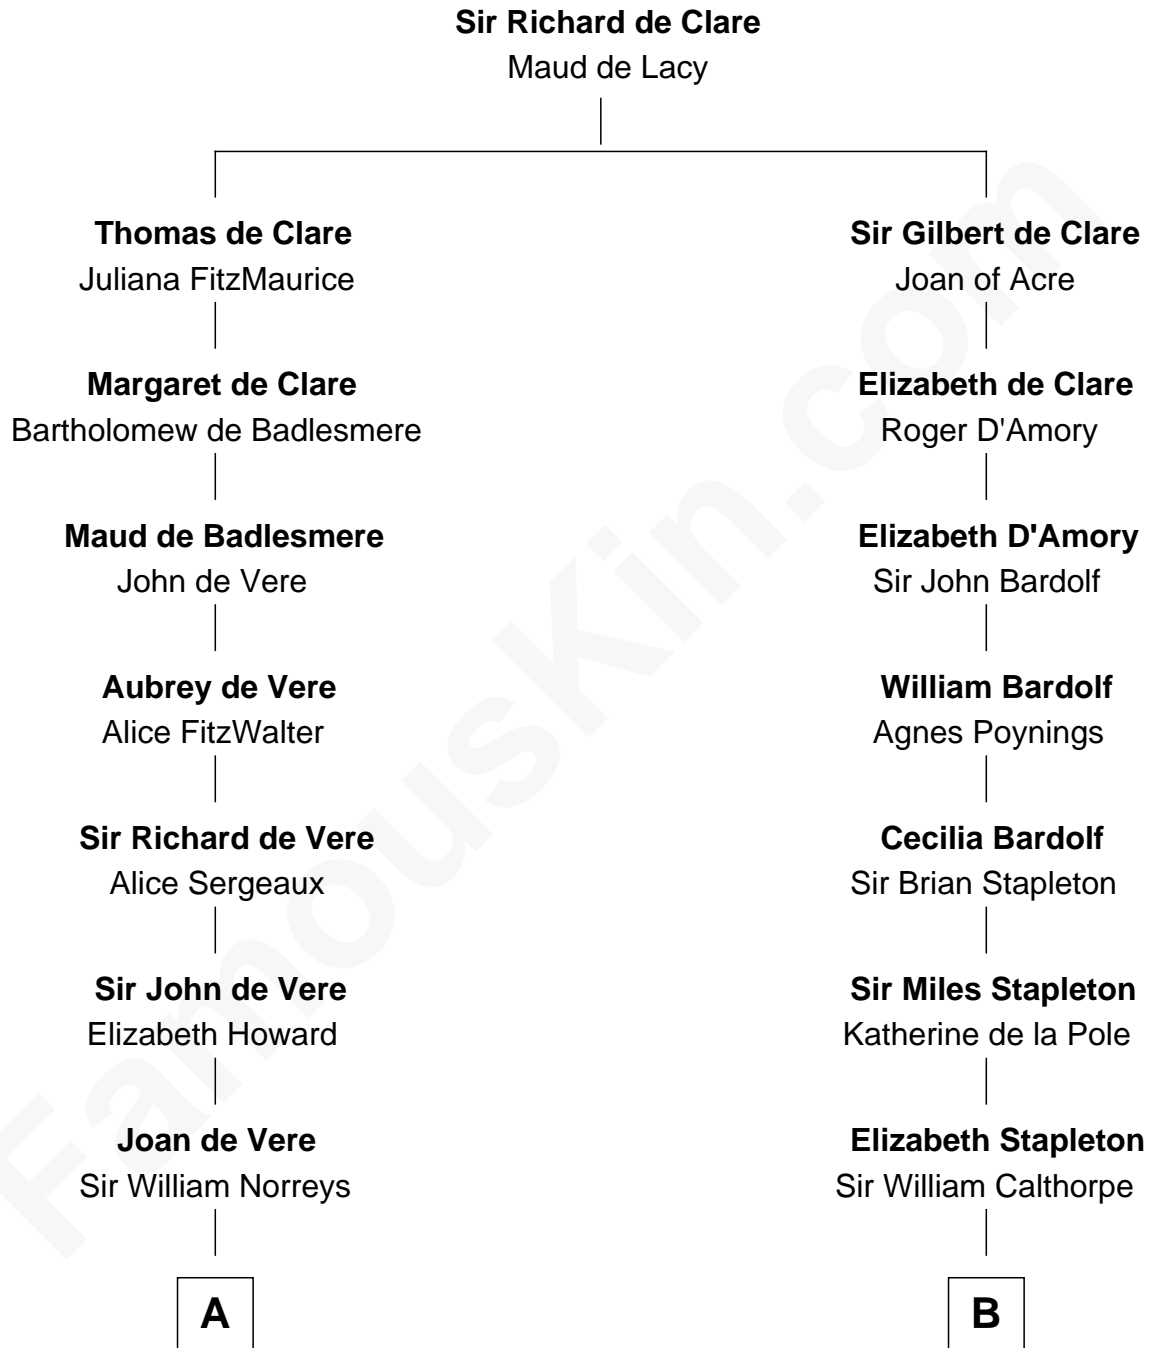 Sir Richard de Clare
Maud de Lacy
Thomas de Clare
Juliana FitzMaurice
Margaret de Clare
Bartholomew de Badlesmere
Maud de Badlesmere
John de Vere
Aubrey de Vere
Alice FitzWalter
Sir Richard de Vere
Alice Sergeaux
Sir John de Vere
Elizabeth Howard
Joan de Vere
Sir William Norreys
A
Sir Gilbert de Clare
Joan of Acre
Elizabeth de Clare
Roger D'Amory
Elizabeth D'Amory
Sir John Bardolf
William Bardolf
Agnes Poynings
Cecilia Bardolf
Sir Brian Stapleton
Sir Miles Stapleton
Katherine de la Pole
Elizabeth Stapleton
Sir William Calthorpe
B
FamousKin.com